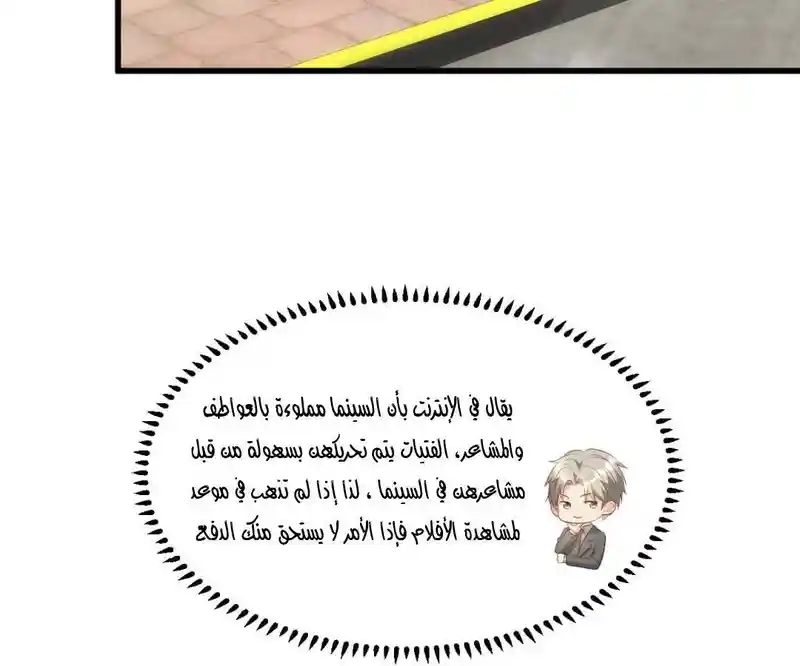 يقال في الإنترنت بأن السينما مملوءة بالعواطف
والمشاعر، الفتيات يتم تحريكهن بسهولة من قبل
مشاعرهن في السينما ، لذا إذا لم تذهب في موعد
لمشاهدة الأفلام فإذا الأمر لا يستحق منك الدفع